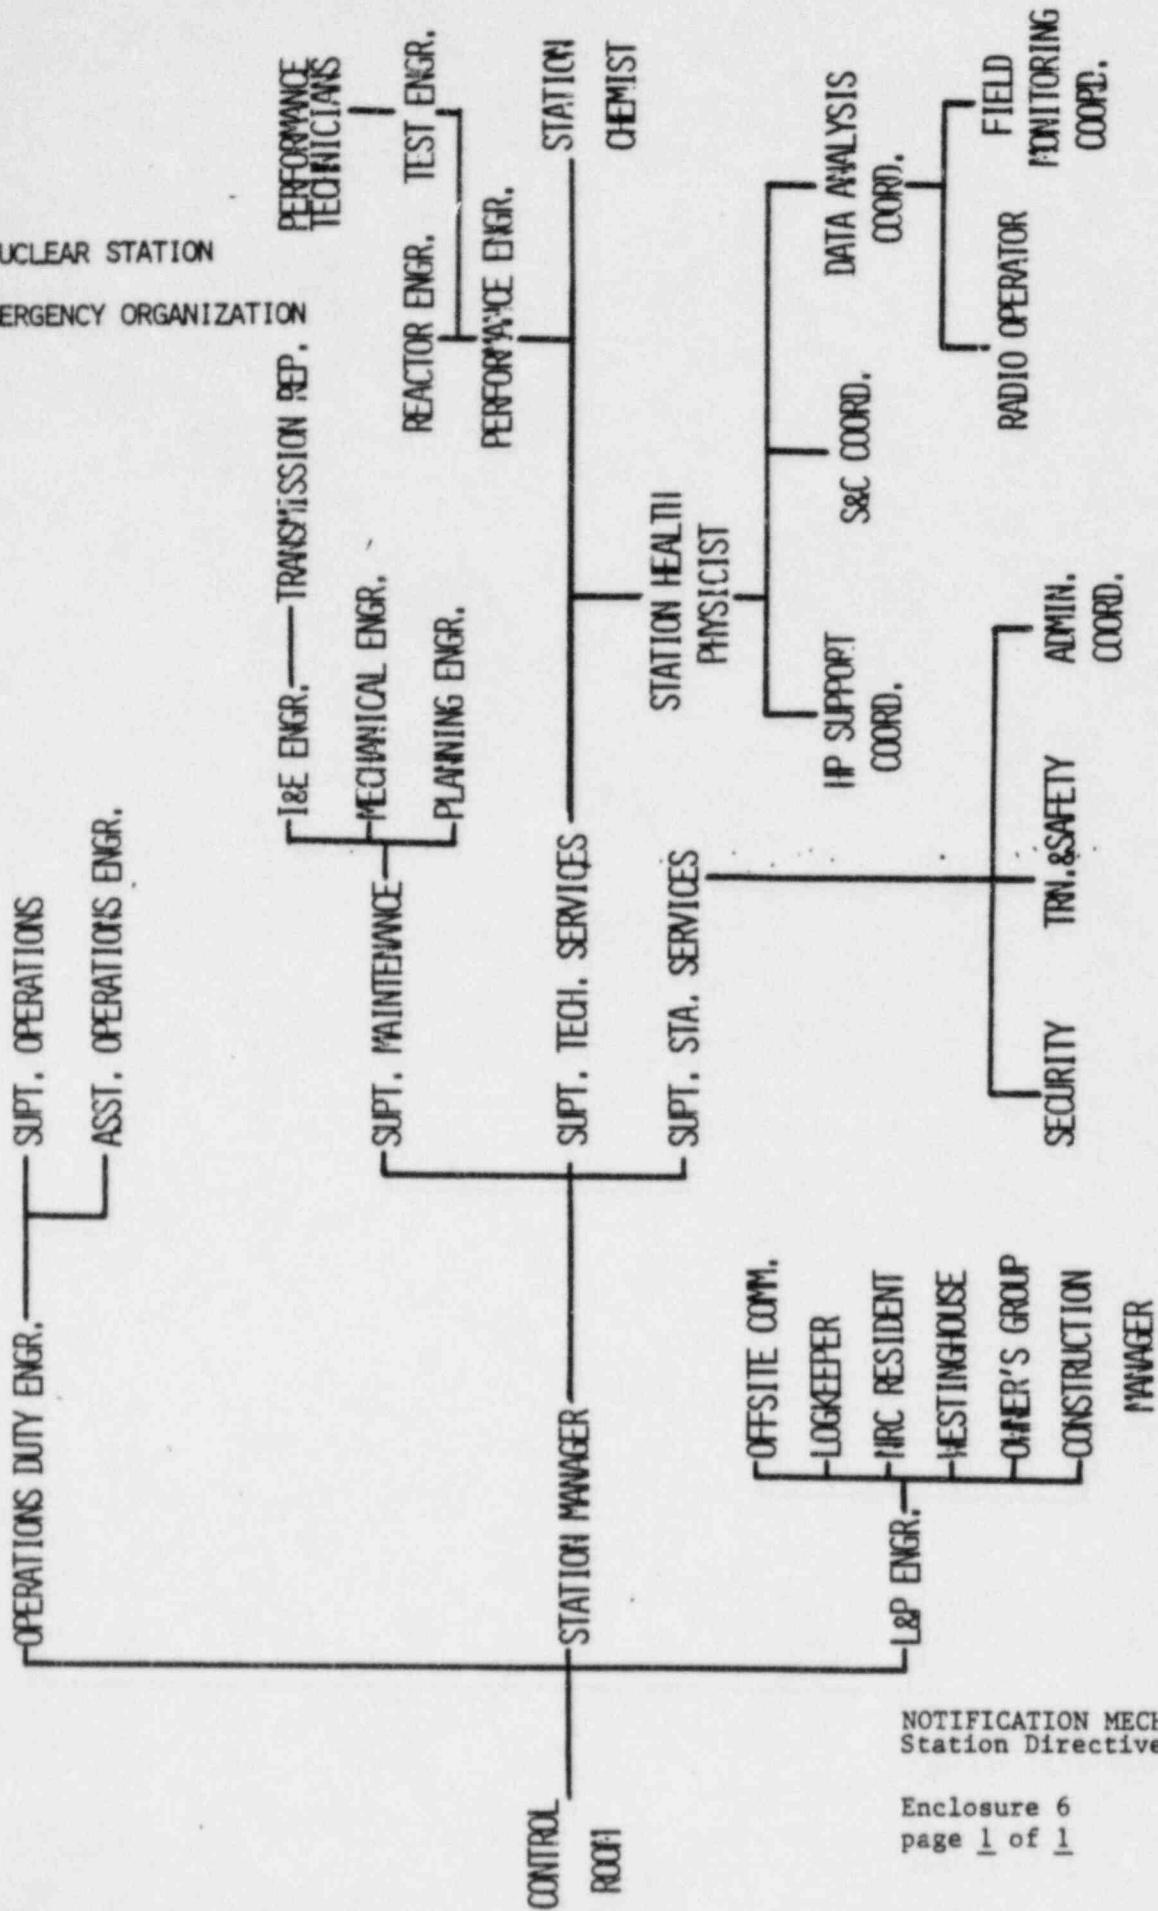 UCLEAR STATION
ERGENCY ORGANIZATION
OPERATIONS DUTY ENGR.
SUPT. OPERATIONS
ASST. OPERATIONS ENGR.
I&E ENGR.
TRANSMISSION REP.
MECHANICAL ENGR.
PLANNING ENGR.
SUPT. MAINTENANCE
PERFORMANCE
TECHNICIANS
REACTOR ENGR.
TEST ENGR.
PERFORMANCE ENGR.
CONTROL
ROOM
STATION MANAGER
SUPT. TECH. SERVICES
STATION
CHEMIST
SUPT. STA. SERVICES
STATION HEALTH
PHYSICIST
HP SUPPORT
COORD.
S&C COORD.
DATA ANALYSIS
COORD.
RADIO OPERATOR
FIELD
MONITORING
COORD.
SECURITY
TRN.&SAFETY
ADMIN.
COORD.
L&P ENGR.
OFFSITE COMM.
LOGKEEPER
NRC RESIDENT
WESTINGHOUSE
OWNER'S GROUP
CONSTRUCTION
MANAGER
NOTIFICATION MECH
Station Directive
Enclosure 6
page 1 of 1